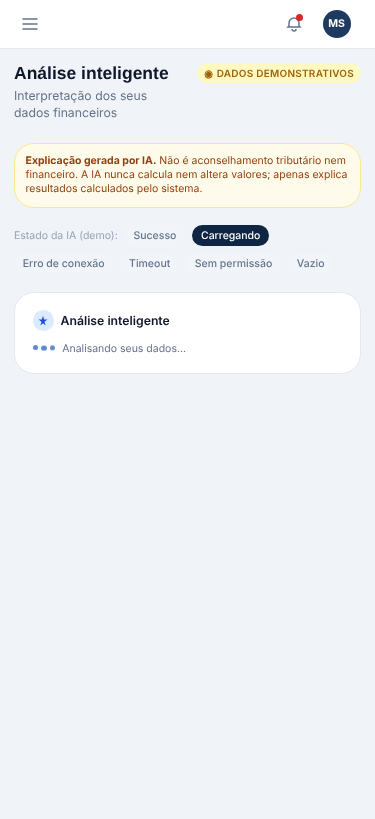 MS
Análise inteligente
◉ DADOS DEMONSTRATIVOS
Interpretação dos seus
dados financeiros
Explicação gerada por IA. Não é aconselhamento tributário nem
financeiro. A IA nunca calcula nem altera valores; apenas explica
resultados calculados pelo sistema.
Estado da IA (demo): Sucesso Carregando
Erro de conexão Timeout Sem permissão Vazio
Análise inteligente
Analisando seus dados...